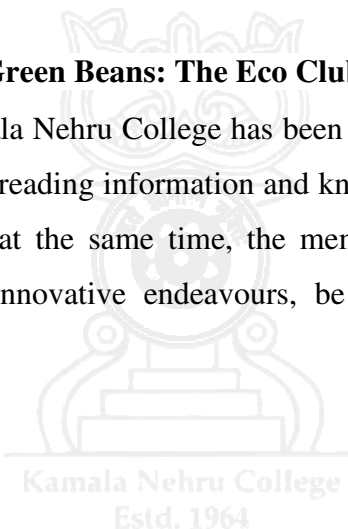 Green Beans: The Eco Club
la Nehru College has been
reading information and kn
at the same time, the mem
nnovative endeavours, be
Kamala Nehru College
Estd. 1964